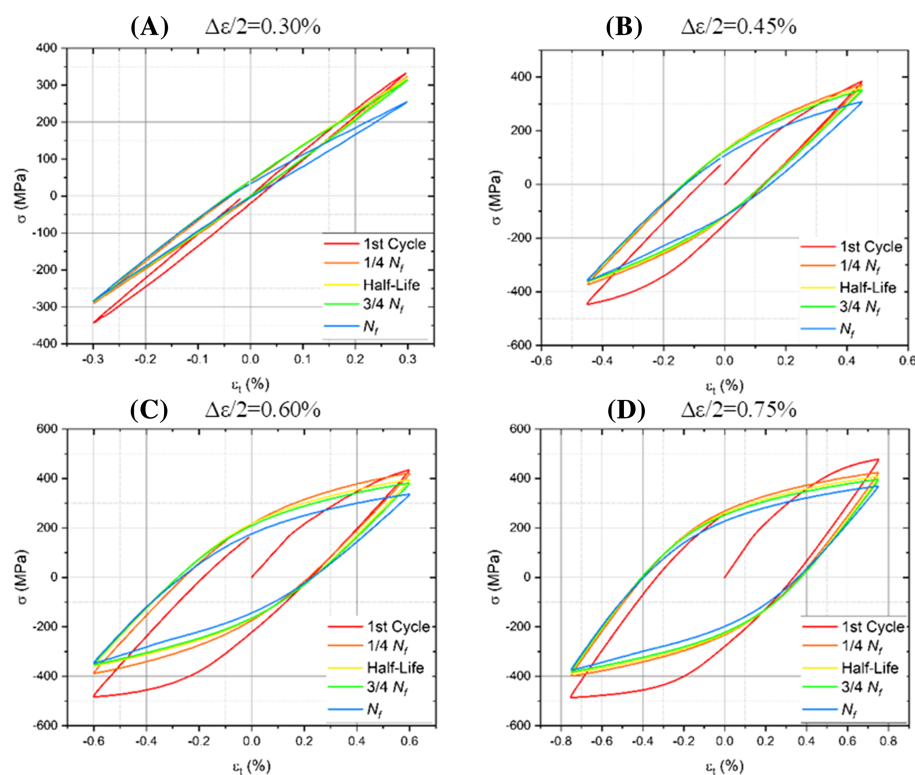 (A) Δε/2=0.30%
400
300
200
100
0
-100
-200
-300
-400
σ (MPa)
-0.3 -0.2 -0.1 0.0 0.1 0.2 0.3
εt (%)
1st Cycle
1/4 Nf
Half-Life
3/4 Nf
Nf
(B) Δε/2=0.45%
400
200
0
-200
-400
-600
σ (MPa)
-0.6 -0.4 -0.2 0.0 0.2 0.4 0.6
εt (%)
1st Cycle
1/4 Nf
Half-Life
3/4 Nf
Nf
(C) Δε/2=0.60%
600
400
200
0
-200
-400
-600
σ (MPa)
-0.6 -0.4 -0.2 0.0 0.2 0.4 0.6
εt (%)
1st Cycle
1/4 Nf
Half-Life
3/4 Nf
Nf
(D) Δε/2=0.75%
600
400
200
0
-200
-400
-600
σ (MPa)
-0.8 -0.6 -0.4 -0.2 0.0 0.2 0.4 0.6 0.8
εt (%)
1st Cycle
1/4 Nf
Half-Life
3/4 Nf
Nf